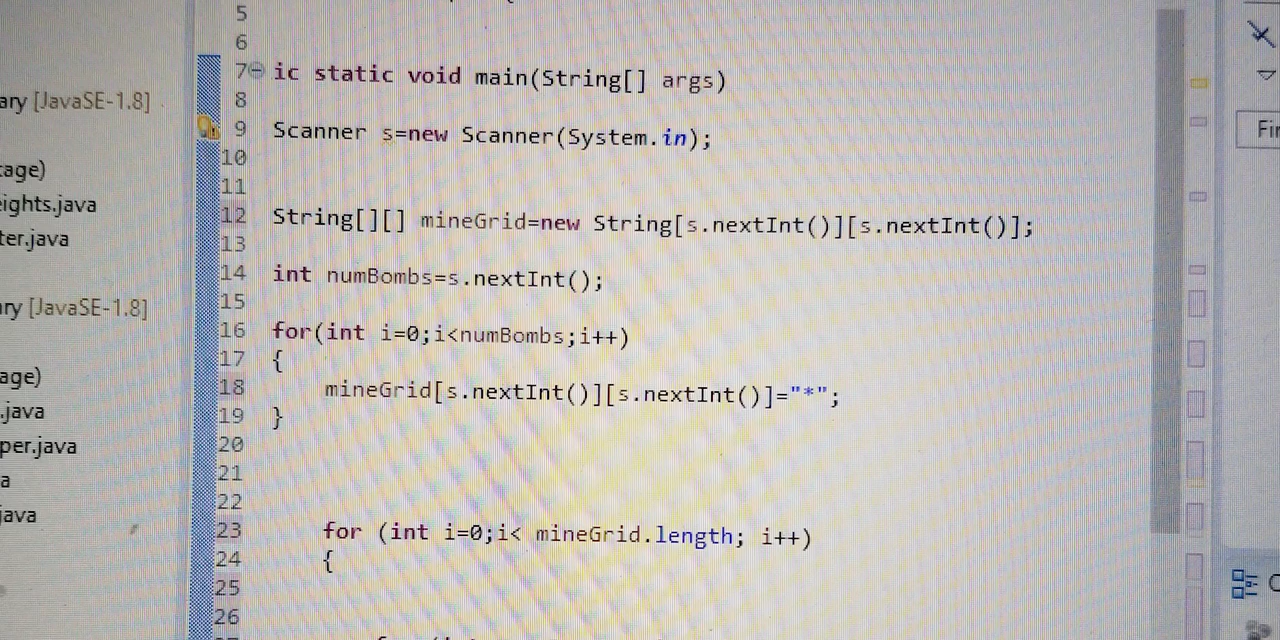 5
6
7 ic static void main(String[] args)
8
9 Scanner s=new Scanner(System.in);
10
11
12 String[][] mineGrid=new String[s.nextInt()][s.nextInt()];
13
14 int numBombs=s.nextInt();
15
16 for(int i=0;i<numBombs;i++)
17 {
18 mineGrid[s.nextInt()][s.nextInt()]="*";
19 }
20
21
22
23 for (int i=0;i< mineGrid.length; i++)
24 {
25
26
ary [JavaSE-1.8]
kage)
eights.java
ter.java
ary [JavaSE-1.8]
age)
.java
per.java
a
java
Fir